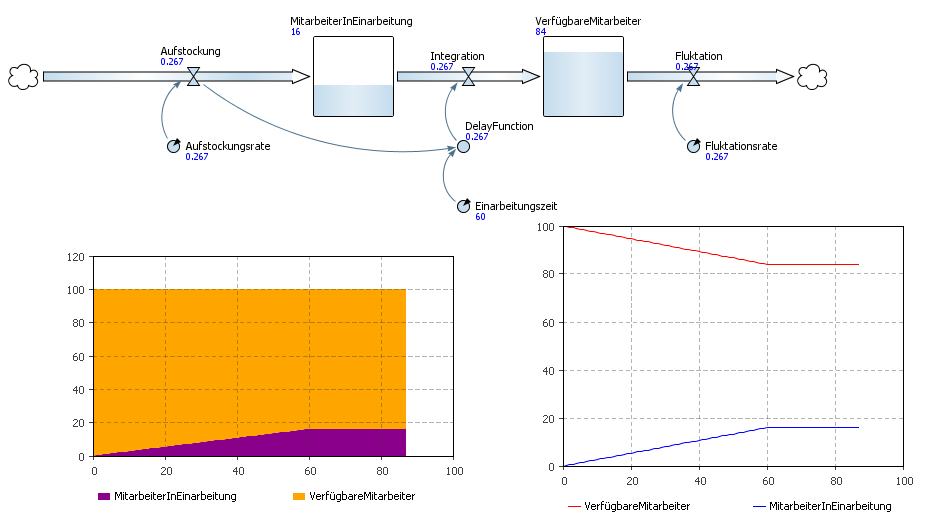 MitarbeiterInEinarbeitung
16
VerfügbareMitarbeiter
84
Aufstockung
0.267
Integration
0.267
Fluktation
0.267
DelayFunction
0.267
Aufstockungsrate
0.267
Fluktationsrate
0.267
Einarbeitungszeit
60
120
100
80
60
40
20
0
0 20 40 60 80 100
MitarbeiterInEinarbeitung VerfügbareMitarbeiter
100
80
60
40
20
0
0 20 40 60 80 100
VerfügbareMitarbeiter MitarbeiterInEinarbeitung